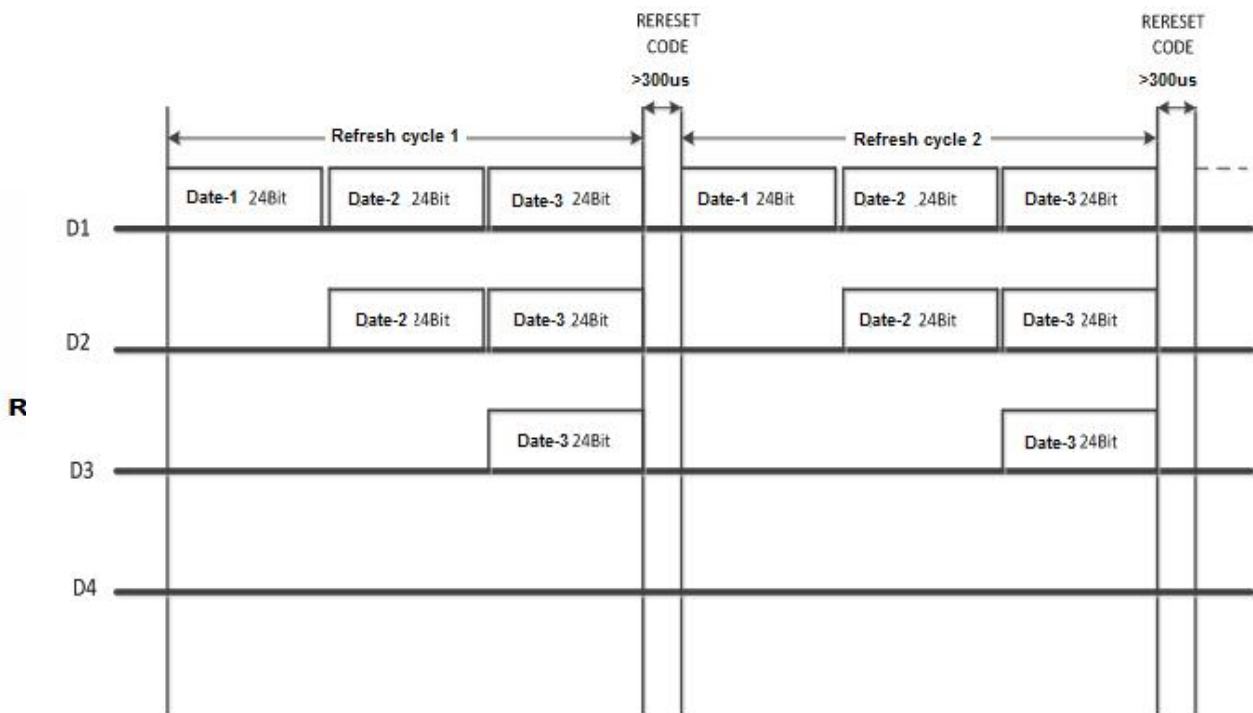 RERESET
CODE
>300us
RERESET
CODE
>300us
Refresh cycle 1
Refresh cycle 2
D1
Date-1 24Bit
Date-2 24Bit
Date-3 24Bit
Date-1 24Bit
Date-2 24Bit
Date-3 24Bit
D2
Date-2 24Bit
Date-3 24Bit
Date-2 24Bit
Date-3 24Bit
R
D3
Date-3 24Bit
Date-3 24Bit
D4